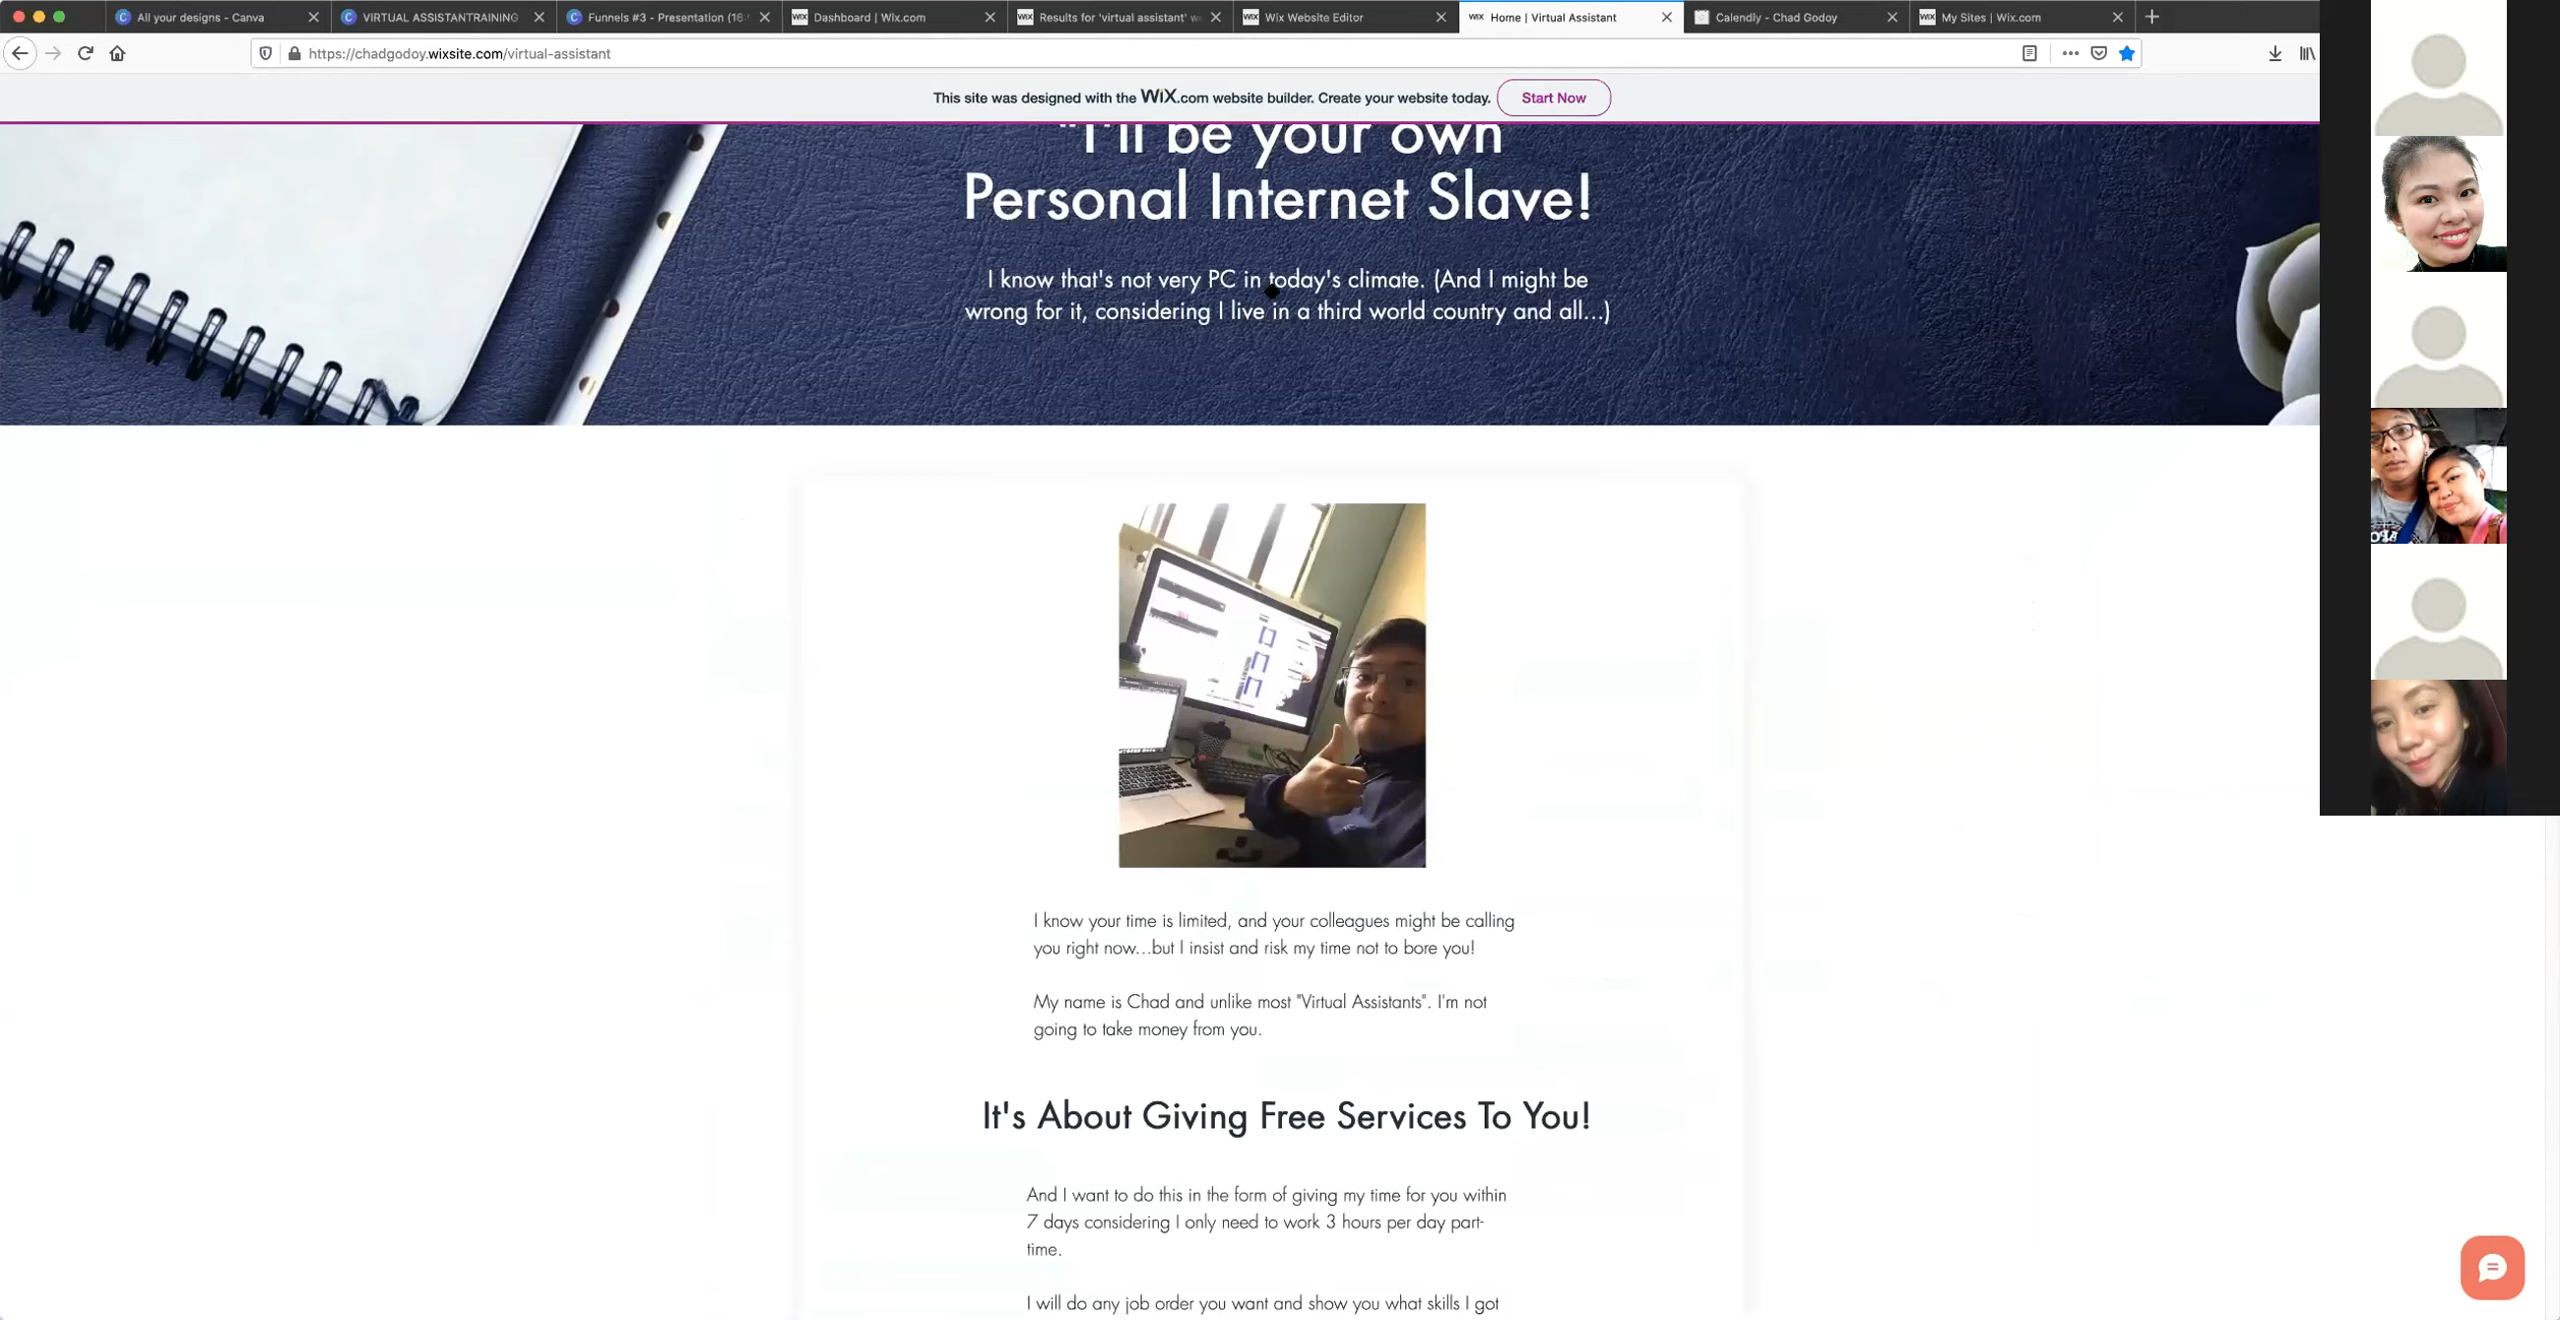 All your designs - Canva
VIRTUAL ASSISTANTRAINING
Funnels #3 - Presentation (16:
Dashboard | Wix.com
Results for 'virtual assistant' w
Wix Website Editor
Home | Virtual Assistant
Calendly - Chad Godoy
My Sites | Wix.com
https://chadgodoy.wixsite.com/virtual-assistant
This site was designed with the WiX.com website builder. Create your website today. Start Now
"I'll be your own
Personal Internet Slave!
I know that's not very PC in today's climate. (And I might be
wrong for it, considering I live in a third world country and all...)
I know your time is limited, and your colleagues might be calling
you right now...but I insist and risk my time not to bore you!
My name is Chad and unlike most "Virtual Assistants". I'm not
going to take money from you.
It's About Giving Free Services To You!
And I want to do this in the form of giving my time for you within
7 days considering I only need to work 3 hours per day part-
time.
I will do any job order you want and show you what skills I got